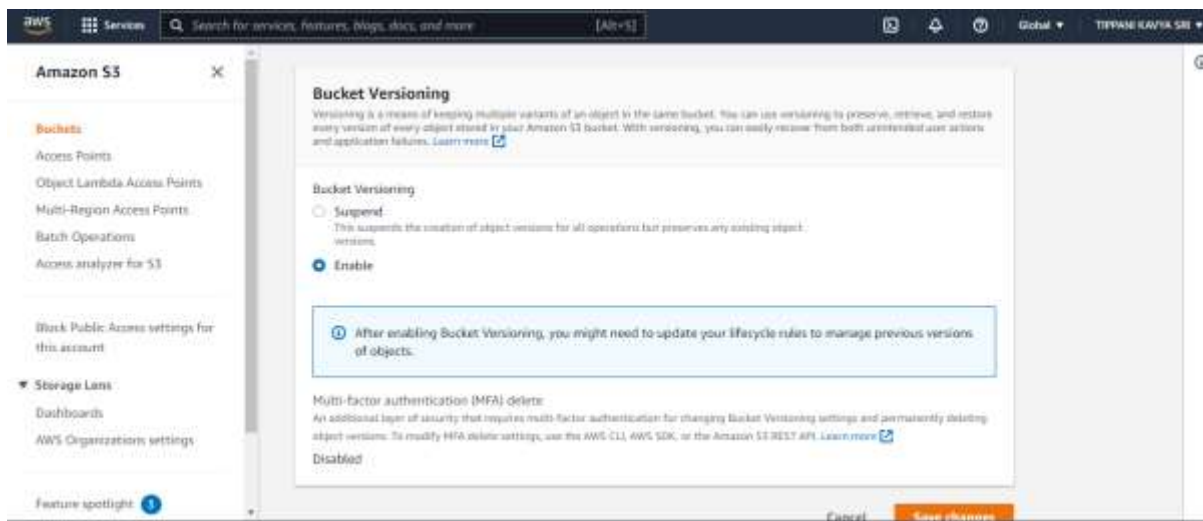 aws
Services
Search for services, features, blogs, docs, and more
[Alt+S]
Global
TIPPANI KAVYA SRI
Amazon S3
Buckets
Access Points
Object Lambda Access Points
Multi-Region Access Points
Batch Operations
Access analyzer for S3
Block Public Access settings for
this account
Storage Lens
Dashboards
AWS Organizations settings
Feature spotlight 3
Bucket Versioning
Versioning is a means of keeping multiple variants of an object in the same bucket. You can use versioning to preserve, retrieve, and restore
every version of every object stored in your Amazon S3 bucket. With versioning, you can easily recover from both unintended user actions
and application failures. Learn more
Bucket Versioning
Suspend
This suspends the creation of object versions for all operations but preserves any existing object
versions.
Enable
After enabling Bucket Versioning, you might need to update your lifecycle rules to manage previous versions
of objects.
Multi-factor authentication (MFA) delete
An additional layer of security that requires multi-factor authentication for changing Bucket Versioning settings and permanently deleting
object versions. To modify MFA delete settings, use the AWS CLI, AWS SDK, or the Amazon S3 REST API. Learn more
Disabled
Cancel
Save changes